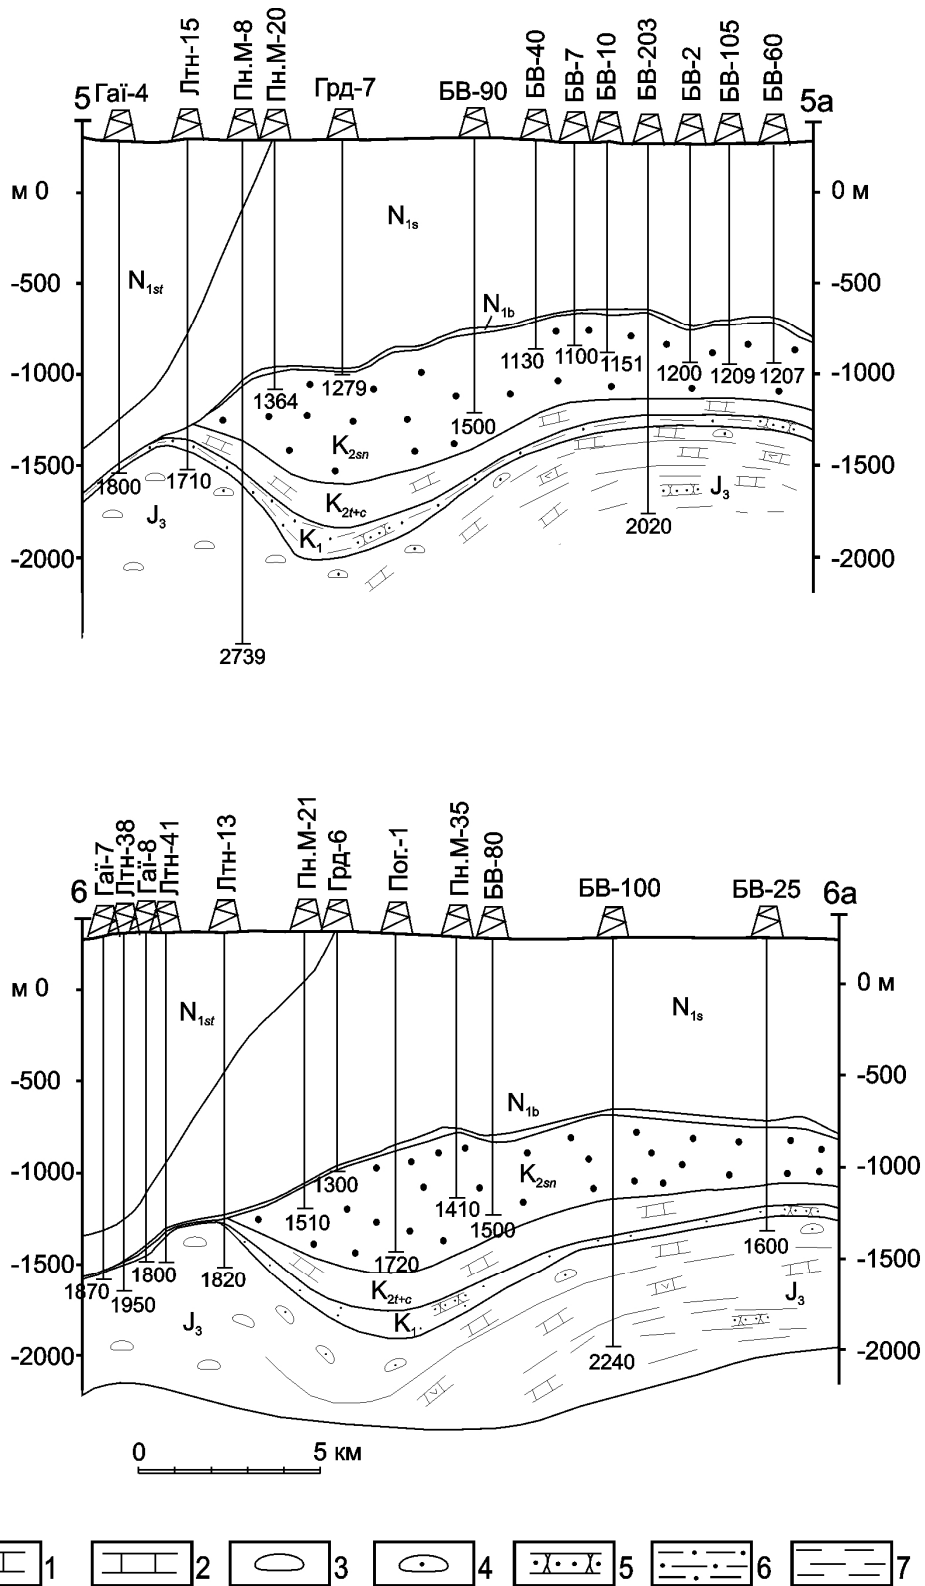 5 Гаї-4 Лтн-15 Пн.М-8 Пн.М-20 Грд-7 БВ-90 БВ-40 БВ-7 БВ-10 БВ-203 БВ-2 БВ-105 БВ-60 5а
м 0 0 м
N1s
-500 N1st -500
N1b
-1000 1130 1100 1151 1200 1209 1207 -1000
1364 1279
1500
K2sn
-1500 1800 1710 -1500
K2t+c J3
J3 2020
K1
-2000 -2000
2739
6 Гаї-7 Лтн-38 Гаї-8 Лтн-41 Лтн-13 Пн.М-21 Грд-6 Пог.-1 Пн.М-35 БВ-80 БВ-100 БВ-25 6а
м 0 0 м
N1st N1s
-500 -500
N1b
-1000 1300 K2sn -1000
1510 1410 1500
1600
-1500 1800 1820 1720 -1500
1870 1950 K2t+c J3
J3 K1
-2000 2240 -2000
0 5 км
1 2 3 4 5 6 7